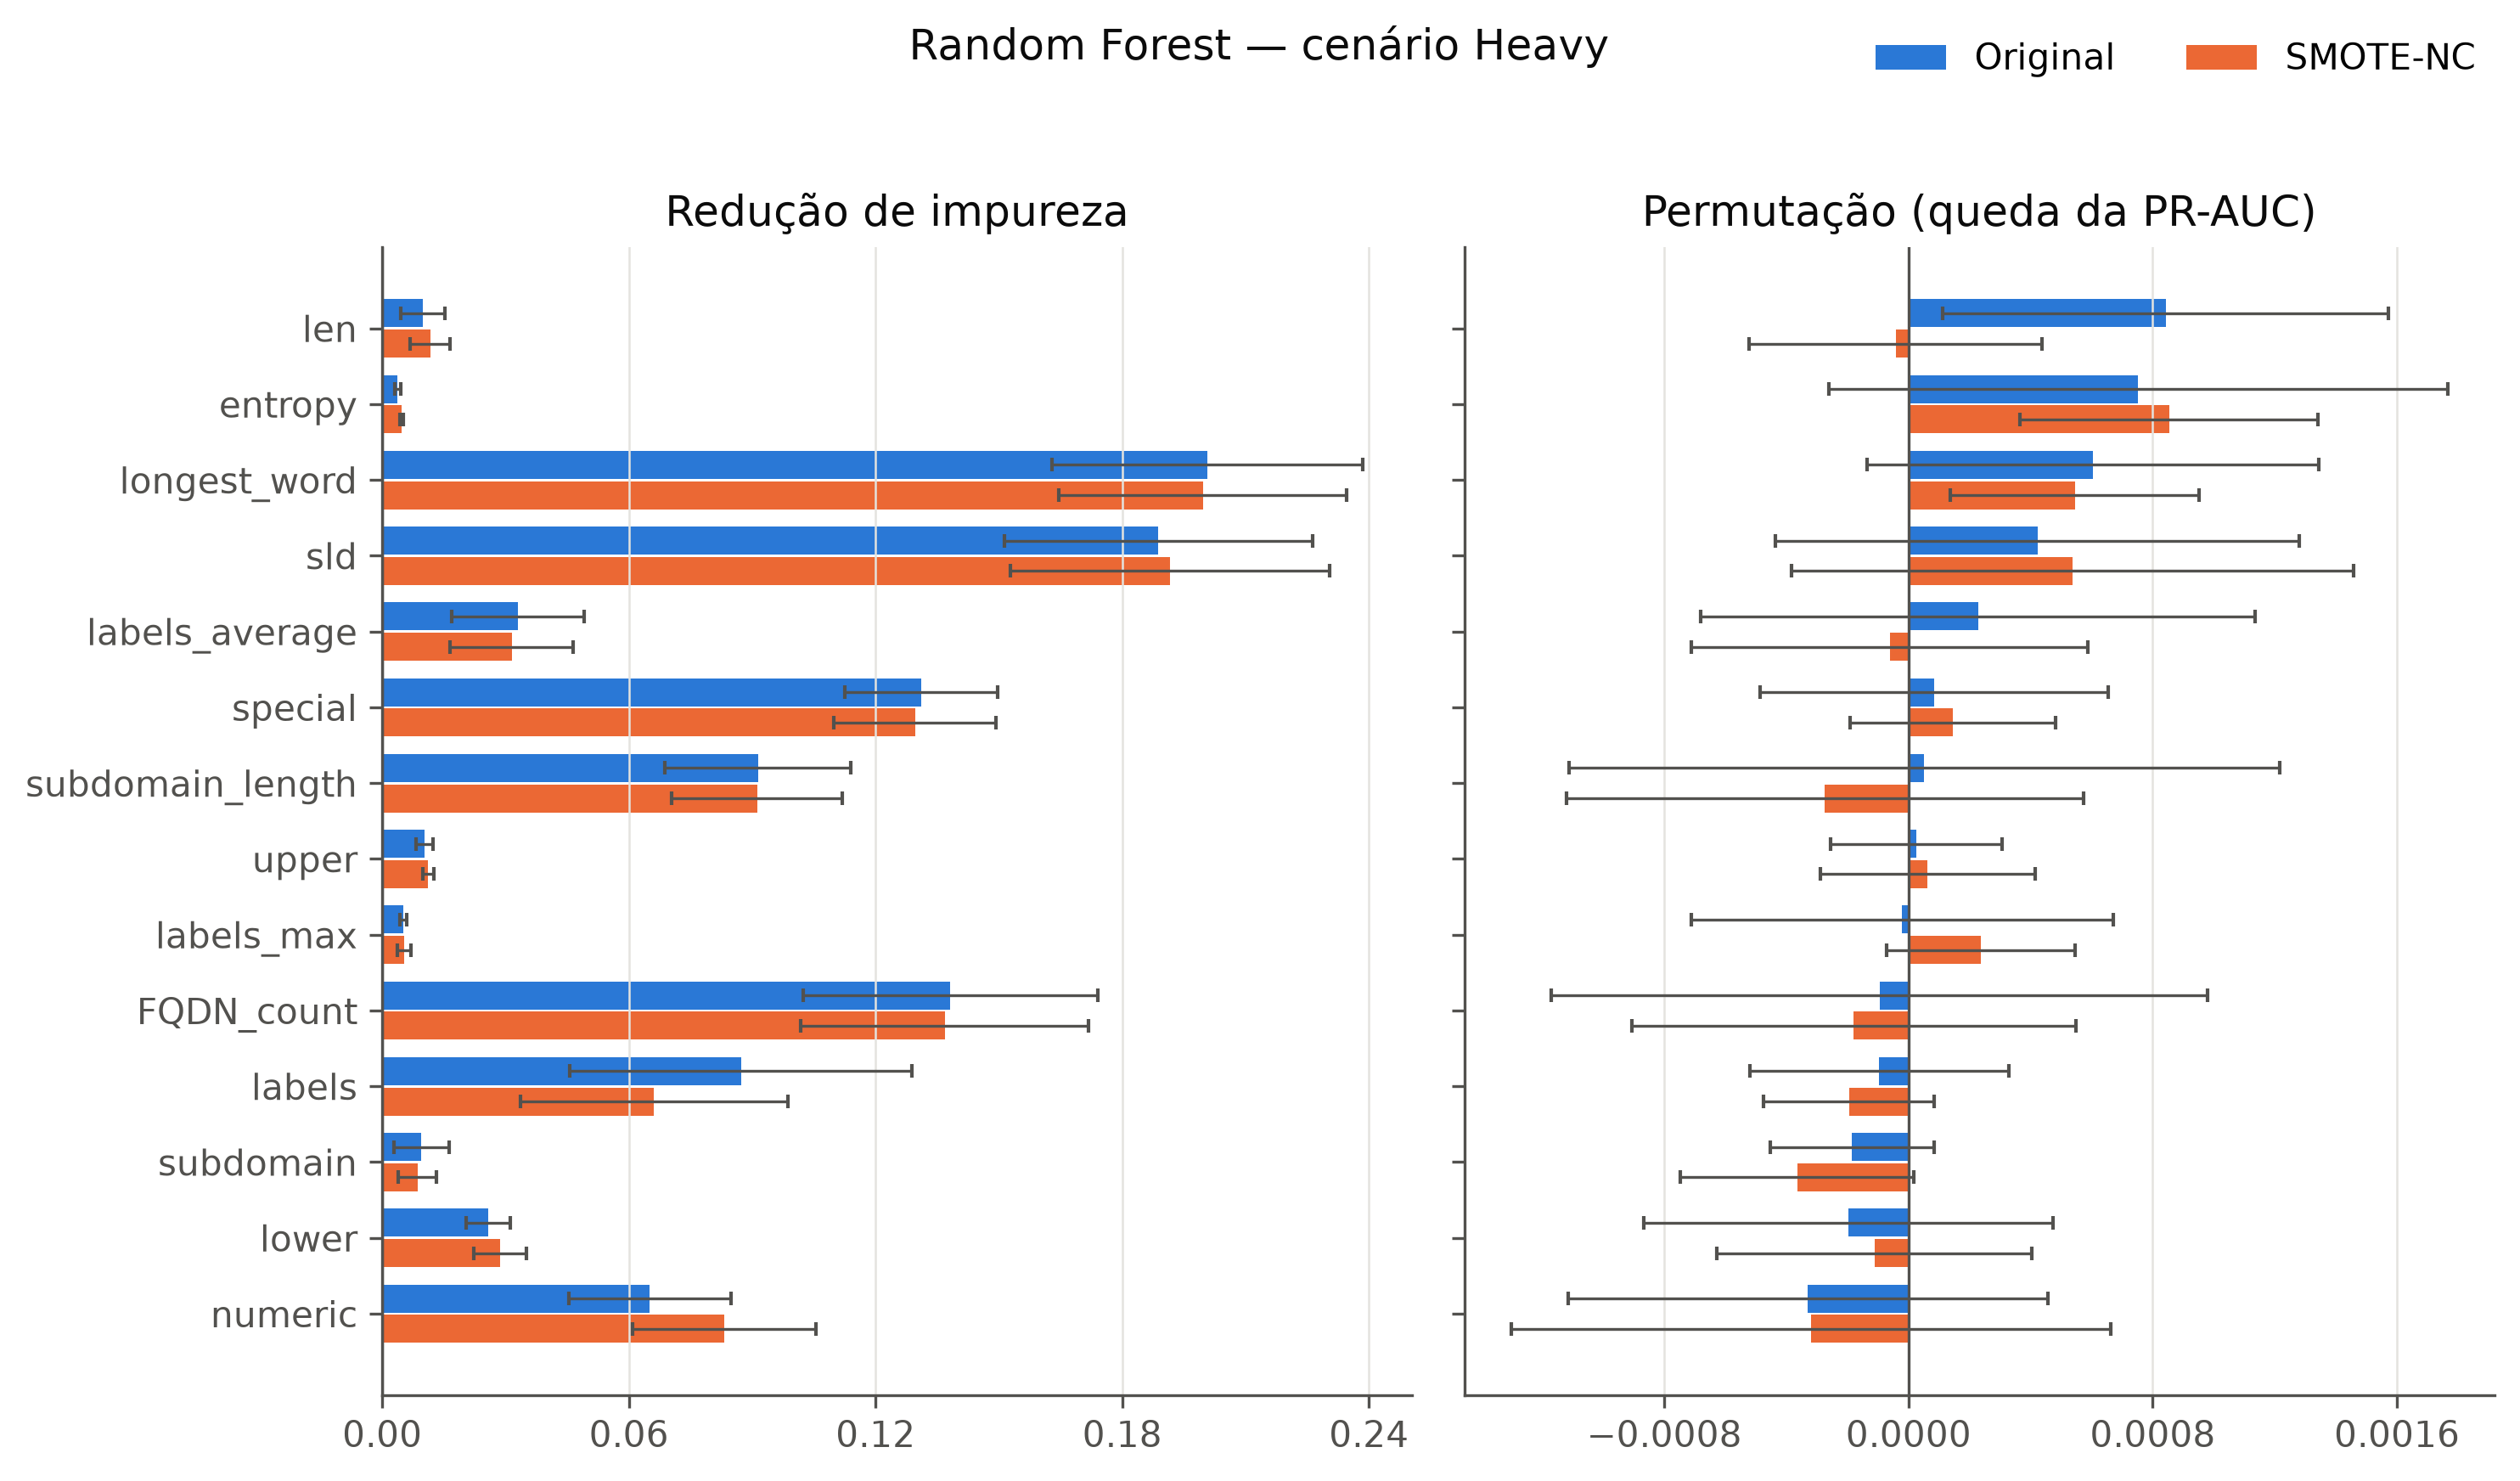 Random Forest — cenário Heavy
Original
SMOTE-NC
Redução de impureza
Permutação (queda da PR-AUC)
len
entropy
longest_word
sld
labels_average
special
subdomain_length
upper
labels_max
FQDN_count
labels
subdomain
lower
numeric
0.00 0.06 0.12 0.18 0.24
−0.0008 0.0000 0.0008 0.0016